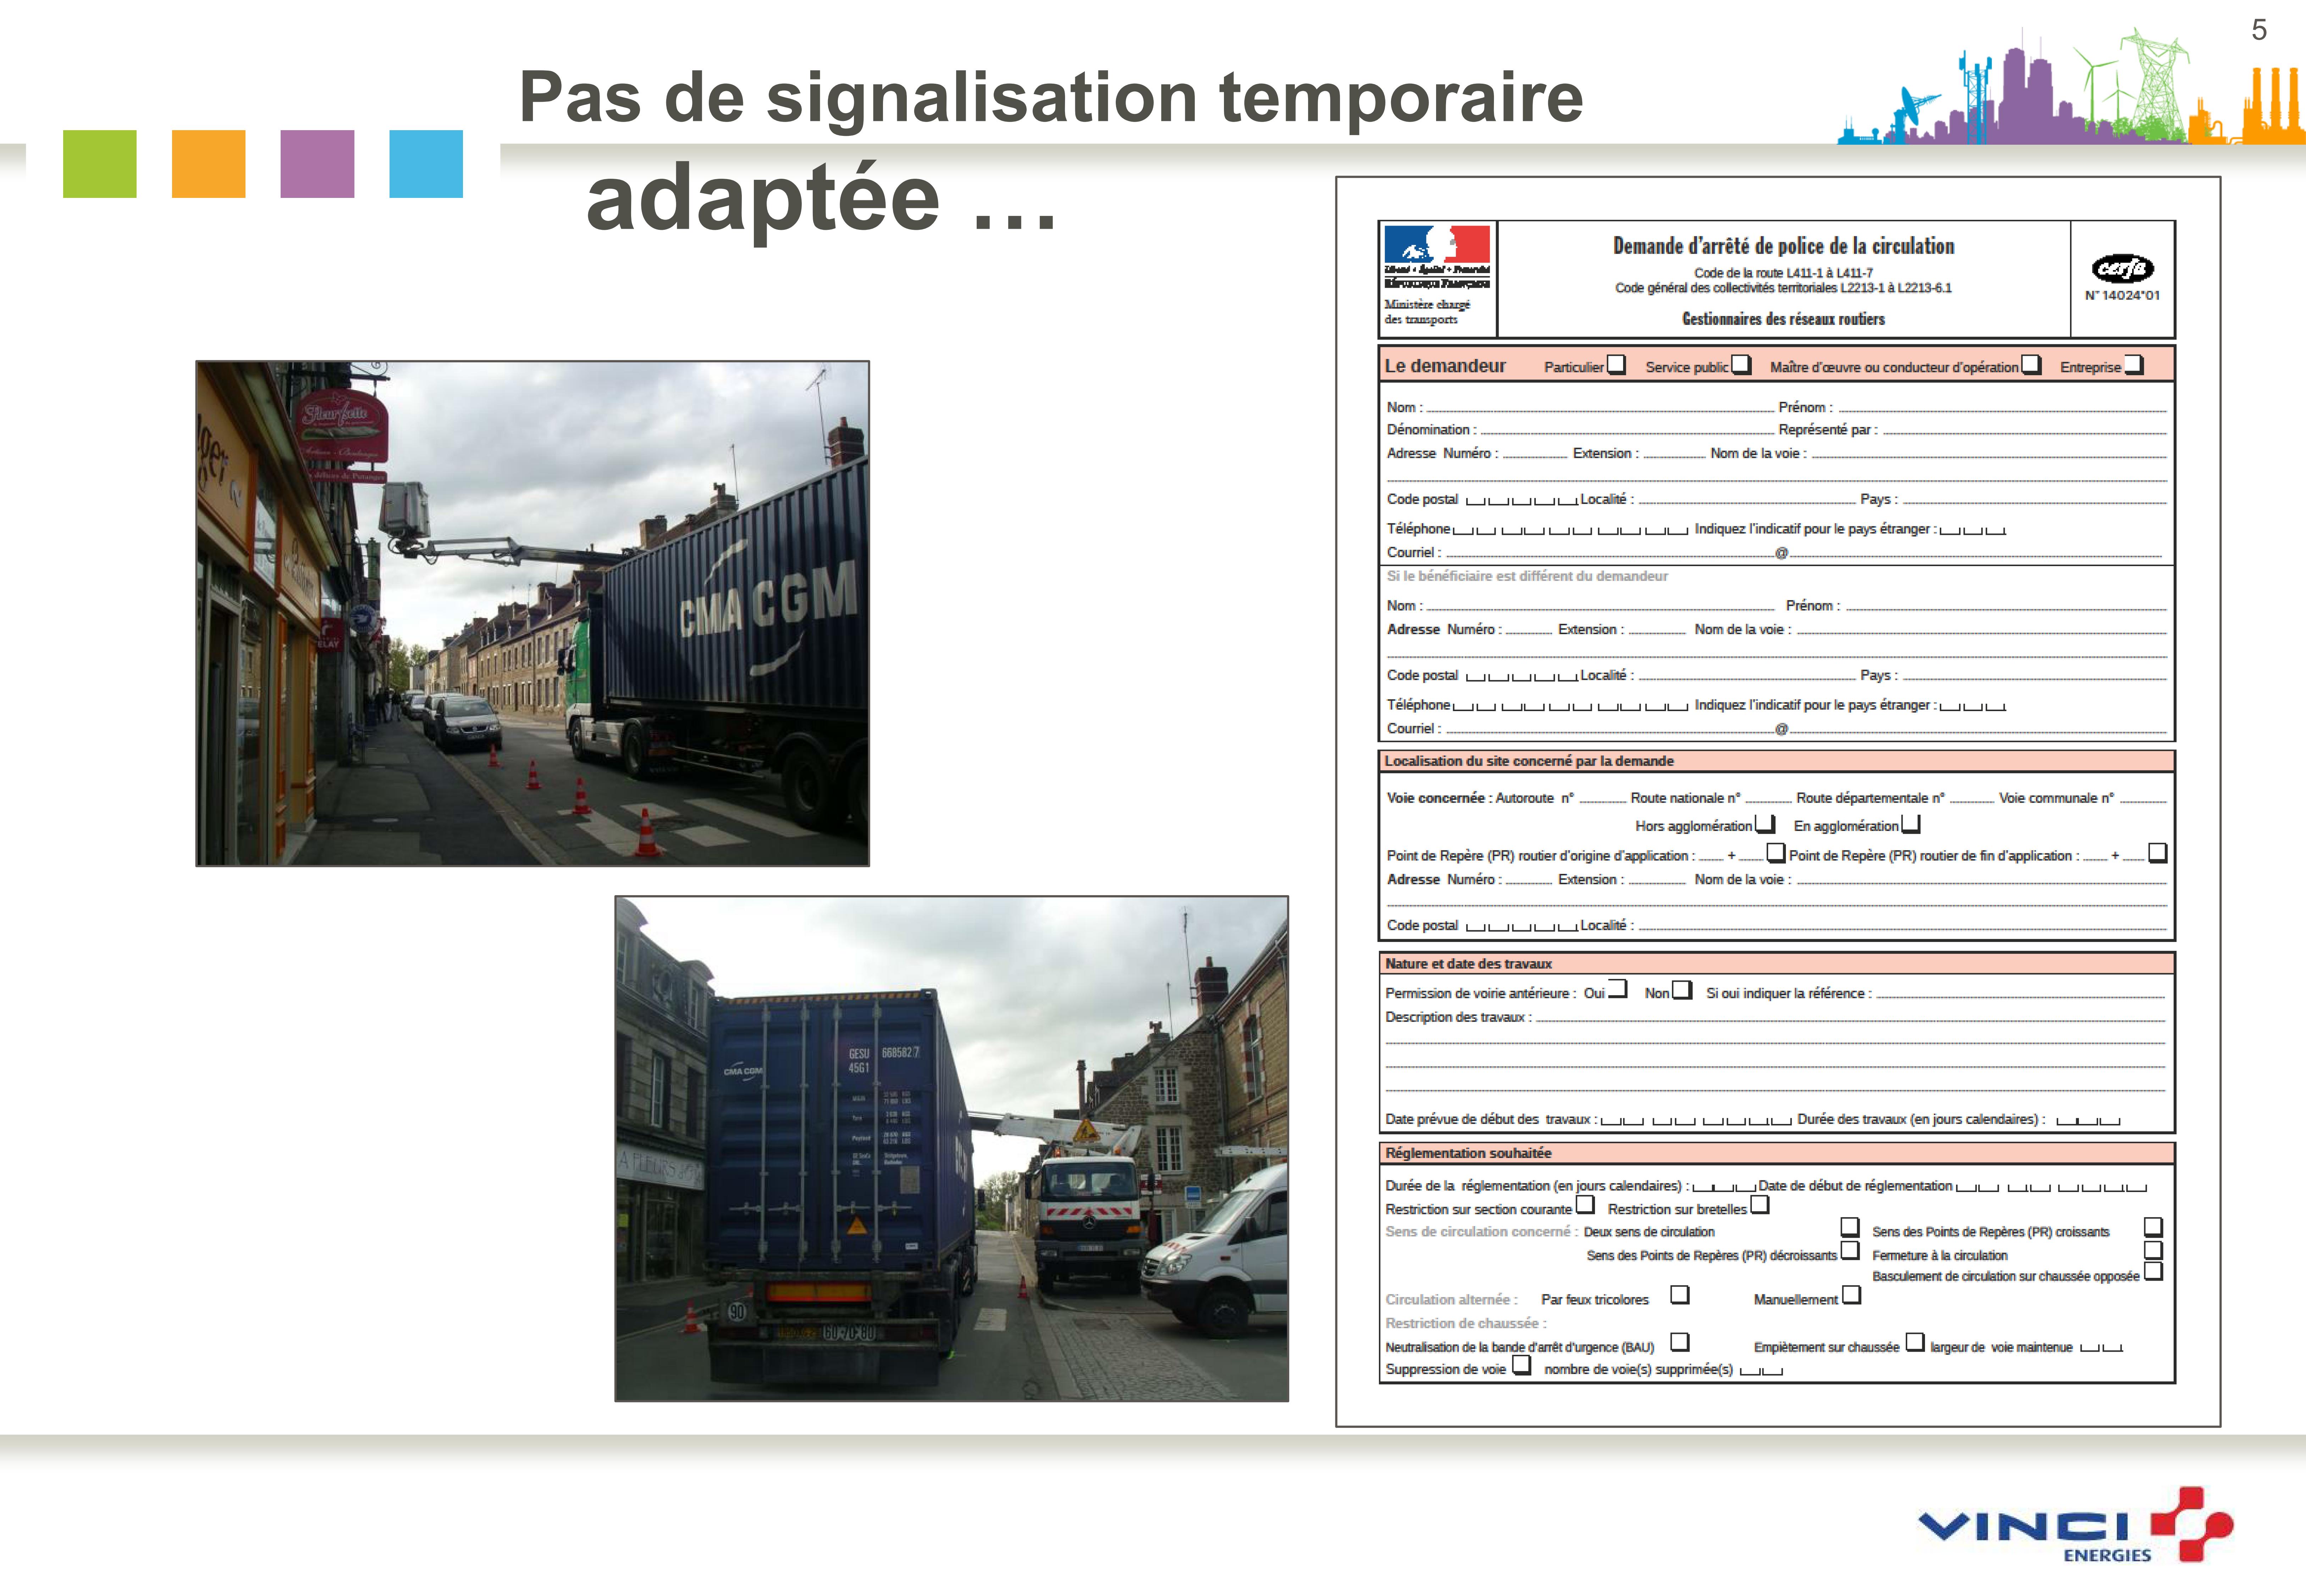 5
Pas de signalisation temporaire
adaptée ...
Fleurisette
CMA CGM
ELAY
CMA CGM
GESU 668582 7
45G1
A FLEURS
90
60-70-80
Ministère chargé
des transports
Demande d'arrêté de police de la circulation
Code de la route L411-1 à L411-7
Code général des collectivités territoriales L2213-1 à L2213-6.1
Gestionnaires des réseaux routiers
cerfa
N° 14024*01
Le demandeur Particulier Service public Maître d'œuvre ou conducteur d'opération Entreprise
Nom : Prénom :
Dénomination : Représenté par :
Adresse Numéro : Extension : Nom de la voie :
Code postal Localité : Pays :
Téléphone Indiquez l'indicatif pour le pays étranger :
Courriel : @
Si le bénéficiaire est différent du demandeur
Nom : Prénom :
Adresse Numéro : Extension : Nom de la voie :
Code postal Localité : Pays :
Téléphone Indiquez l'indicatif pour le pays étranger :
Courriel : @
Localisation du site concerné par la demande
Voie concernée : Autoroute n° Route nationale n° Route départementale n° Voie communale n°
Hors agglomération En agglomération
Point de Repère (PR) routier d'origine d'application : + Point de Repère (PR) routier de fin d'application : +
Adresse Numéro : Extension : Nom de la voie :
Code postal Localité :
Nature et date des travaux
Permission de voirie antérieure : Oui Non Si oui indiquer la référence :
Description des travaux :
Date prévue de début des travaux : Durée des travaux (en jours calendaires) :
Réglementation souhaitée
Durée de la réglementation (en jours calendaires) : Date de début de réglementation
Restriction sur section courante Restriction sur bretelles
Sens de circulation concerné : Deux sens de circulation Sens des Points de Repères (PR) croissants
Sens des Points de Repères (PR) décroissants Fermeture à la circulation
Basculement de circulation sur chaussée opposée
Circulation alternée : Par feux tricolores Manuellement
Restriction de chaussée :
Neutralisation de la bande d'arrêt d'urgence (BAU) Empiètement sur chaussée largeur de voie maintenue
Suppression de voie nombre de voie(s) supprimée(s)
VINCI
ENERGIES